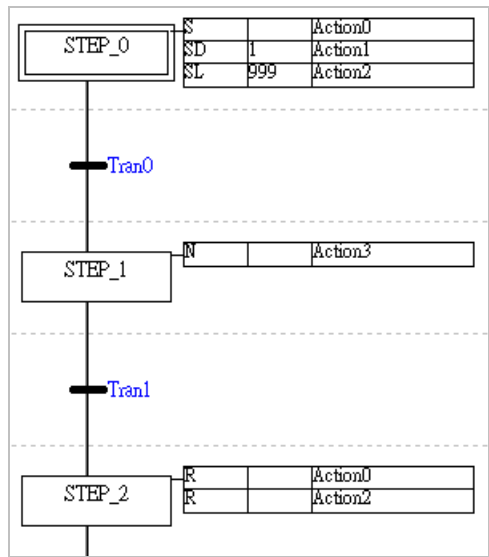 STEP_0
S Action0
SD 1 Action1
SL 999 Action2
Tran0
STEP_1
N Action3
Tran1
STEP_2
R Action0
R Action2